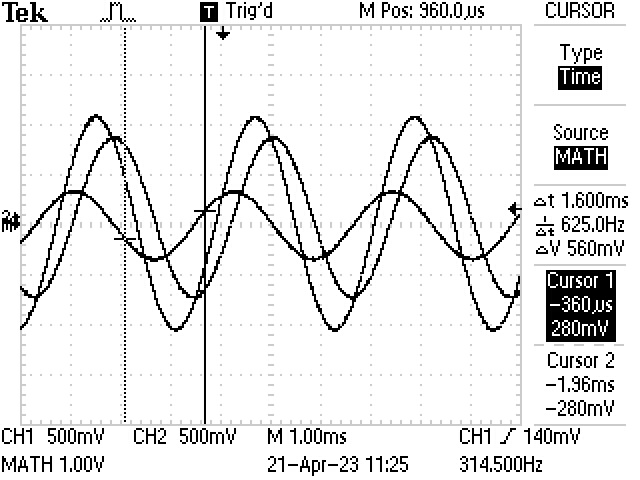 Tek T Trig'd M Pos: 960.0µs CURSOR
Type
Time
Source
MATH
Δt 1.600ms
1/Δt 625.0Hz
ΔV 560mV
Cursor 1
-360µs
280mV
Cursor 2
-1.96ms
-280mV
CH1 500mV CH2 500mV M 1.00ms CH1 / 140mV
MATH 1.00V 21-Apr-23 11:25 314.500Hz